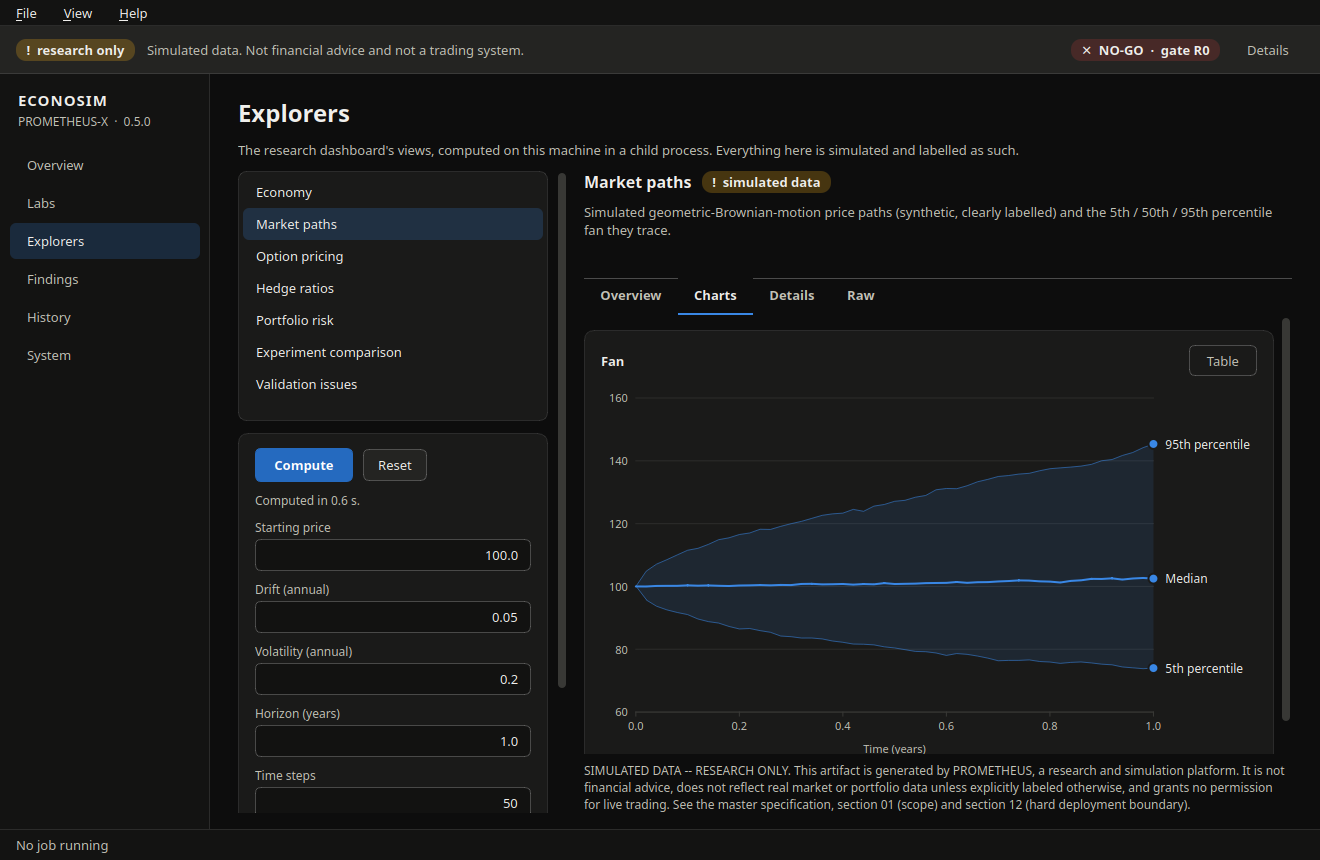 File View Help
! research only Simulated data. Not financial advice and not a trading system. × NO-GO · gate R0 Details
ECONOSIM
PROMETHEUS-X · 0.5.0
Overview
Labs
Explorers
Findings
History
System
Explorers
The research dashboard's views, computed on this machine in a child process. Everything here is simulated and labelled as such.
Economy
Market paths
Option pricing
Hedge ratios
Portfolio risk
Experiment comparison
Validation issues
Compute Reset
Computed in 0.6 s.
Starting price
100.0
Drift (annual)
0.05
Volatility (annual)
0.2
Horizon (years)
1.0
Time steps
50
Market paths ! simulated data
Simulated geometric-Brownian-motion price paths (synthetic, clearly labelled) and the 5th / 50th / 95th percentile
fan they trace.
Overview Charts Details Raw
Fan Table
160
140
120
100
80
60
95th percentile
Median
5th percentile
0.0 0.2 0.4 0.6 0.8 1.0
Time (years)
SIMULATED DATA -- RESEARCH ONLY. This artifact is generated by PROMETHEUS, a research and simulation platform. It is not
financial advice, does not reflect real market or portfolio data unless explicitly labeled otherwise, and grants no permission
for live trading. See the master specification, section 01 (scope) and section 12 (hard deployment boundary).
No job running